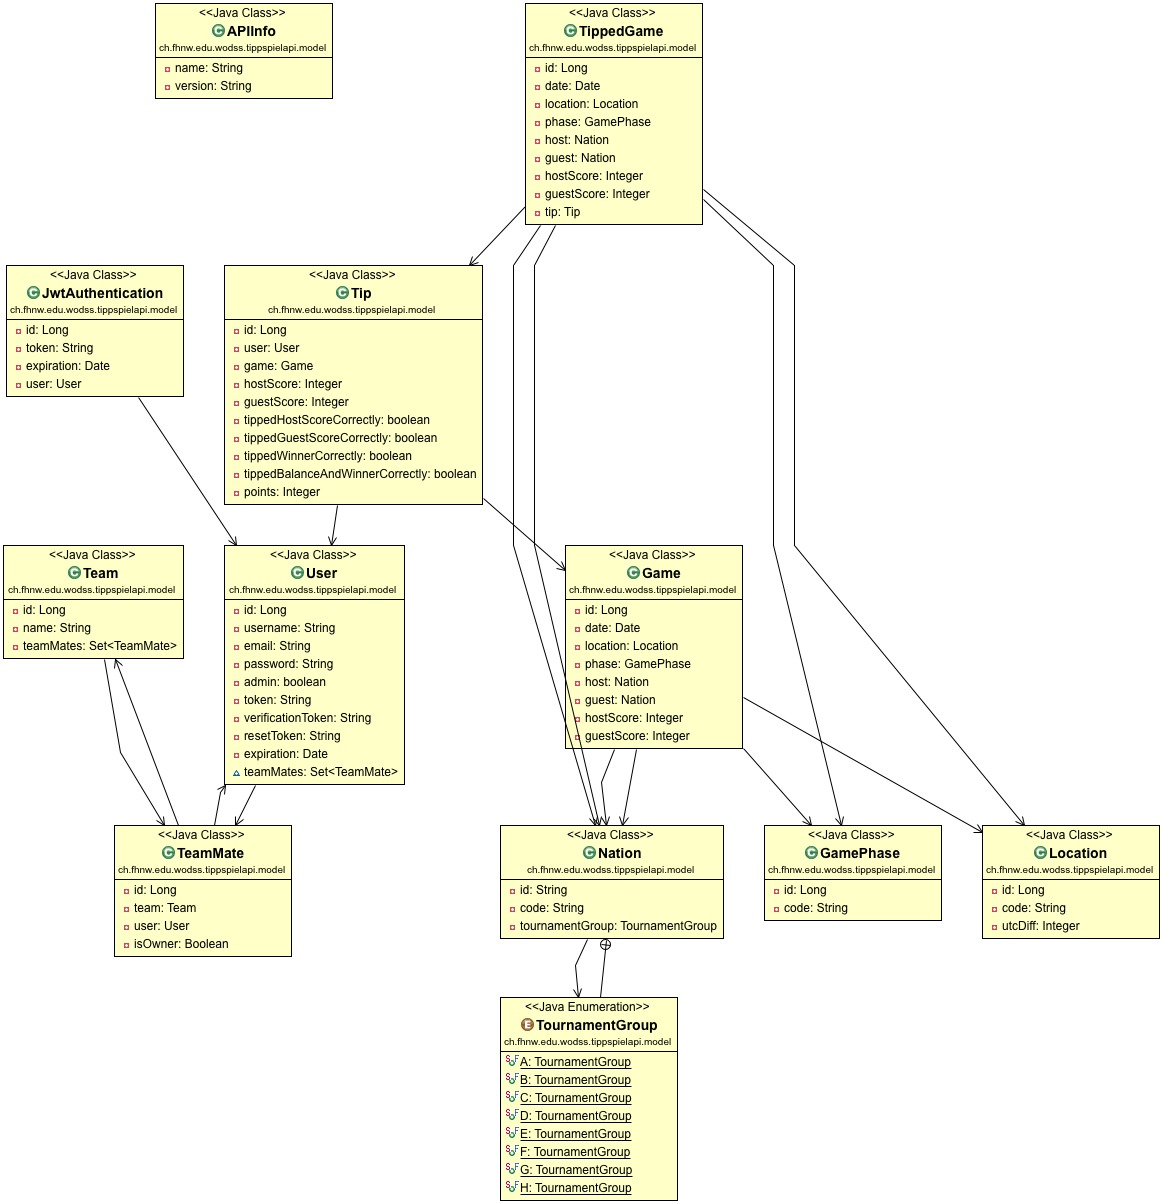 <<Java Class>>
APIInfo
ch.fhnw.edu.wodss.tippspielapi.model
name: String
version: String
<<Java Class>>
TippedGame
ch.fhnw.edu.wodss.tippspielapi.model
id: Long
date: Date
location: Location
phase: GamePhase
host: Nation
guest: Nation
hostScore: Integer
guestScore: Integer
tip: Tip
<<Java Class>>
JwtAuthentication
ch.fhnw.edu.wodss.tippspielapi.model
id: Long
token: String
expiration: Date
user: User
<<Java Class>>
Tip
ch.fhnw.edu.wodss.tippspielapi.model
id: Long
user: User
game: Game
hostScore: Integer
guestScore: Integer
tippedHostScoreCorrectly: boolean
tippedGuestScoreCorrectly: boolean
tippedWinnerCorrectly: boolean
tippedBalanceAndWinnerCorrectly: boolean
points: Integer
<<Java Class>>
Team
ch.fhnw.edu.wodss.tippspielapi.model
id: Long
name: String
teamMates: Set<TeamMate>
<<Java Class>>
User
ch.fhnw.edu.wodss.tippspielapi.model
id: Long
username: String
email: String
password: String
admin: boolean
token: String
verificationToken: String
resetToken: String
expiration: Date
teamMates: Set<TeamMate>
<<Java Class>>
Game
ch.fhnw.edu.wodss.tippspielapi.model
id: Long
date: Date
location: Location
phase: GamePhase
host: Nation
guest: Nation
hostScore: Integer
guestScore: Integer
<<Java Class>>
TeamMate
ch.fhnw.edu.wodss.tippspielapi.model
id: Long
team: Team
user: User
isOwner: Boolean
<<Java Class>>
Nation
ch.fhnw.edu.wodss.tippspielapi.model
id: String
code: String
tournamentGroup: TournamentGroup
<<Java Class>>
GamePhase
ch.fhnw.edu.wodss.tippspielapi.model
id: Long
code: String
<<Java Class>>
Location
ch.fhnw.edu.wodss.tippspielapi.model
id: Long
code: String
utcDiff: Integer
<<Java Enumeration>>
TournamentGroup
ch.fhnw.edu.wodss.tippspielapi.model
A: TournamentGroup
B: TournamentGroup
C: TournamentGroup
D: TournamentGroup
E: TournamentGroup
F: TournamentGroup
G: TournamentGroup
H: TournamentGroup